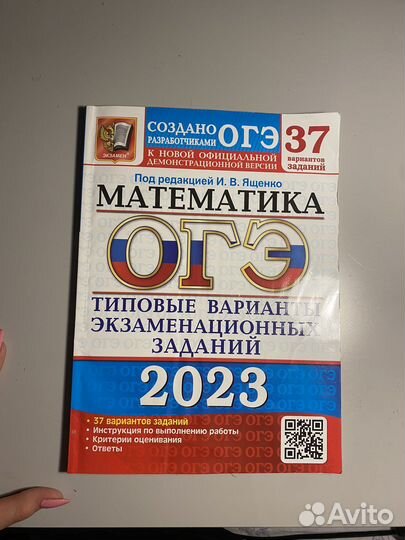 СОЗДАНО ОГЭ 37
РАЗРАБОТЧИКАМИ
вариантов
заданий
К НОВОЙ ОФИЦИАЛЬНОЙ
ДЕМОНСТРАЦИОННОЙ ВЕРСИИ
ЭКЗАМЕН
Под редакцией И. В. Ященко
МАТЕМАТИКА
ОГЭ
ТИПОВЫЕ ВАРИАНТЫ
ЭКЗАМЕНАЦИОННЫХ
ЗАДАНИЙ
2023
• 37 вариантов заданий
• Инструкция по выполнению работы
• Критерии оценивания
• Ответы
Avito